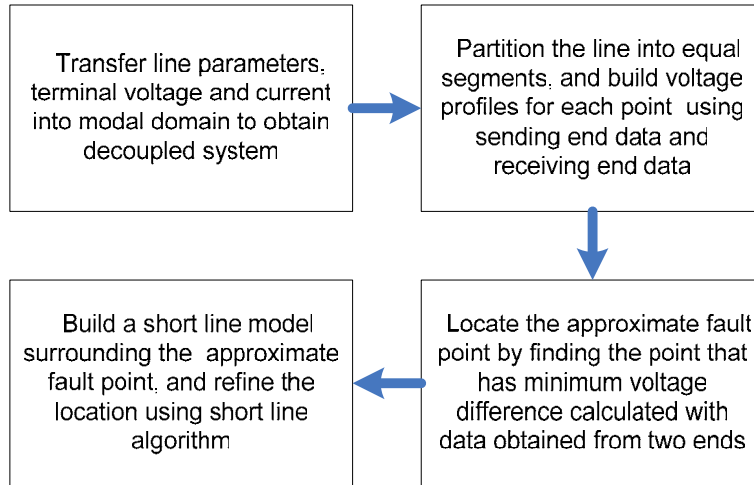 Transfer line parameters,
terminal voltage and current
into modal domain to obtain
decoupled system
Partition the line into equal
segments, and build voltage
profiles for each point using
sending end data and
receiving end data
Locate the approximate fault
point by finding the point that
has minimum voltage
difference calculated with
data obtained from two ends
Build a short line model
surrounding the approximate
fault point, and refine the
location using short line
algorithm